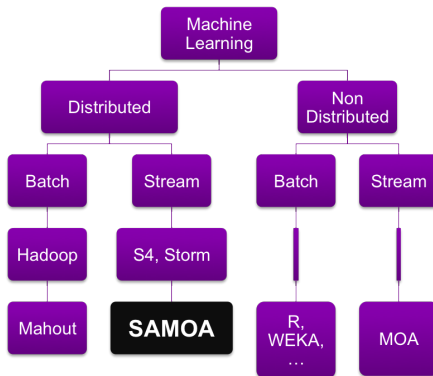 Machine
Learning
Distributed
Non
Distributed
Batch
Stream
Batch
Stream
Hadoop
S4, Storm
Mahout
SAMOA
R,
WEKA,
...
MOA